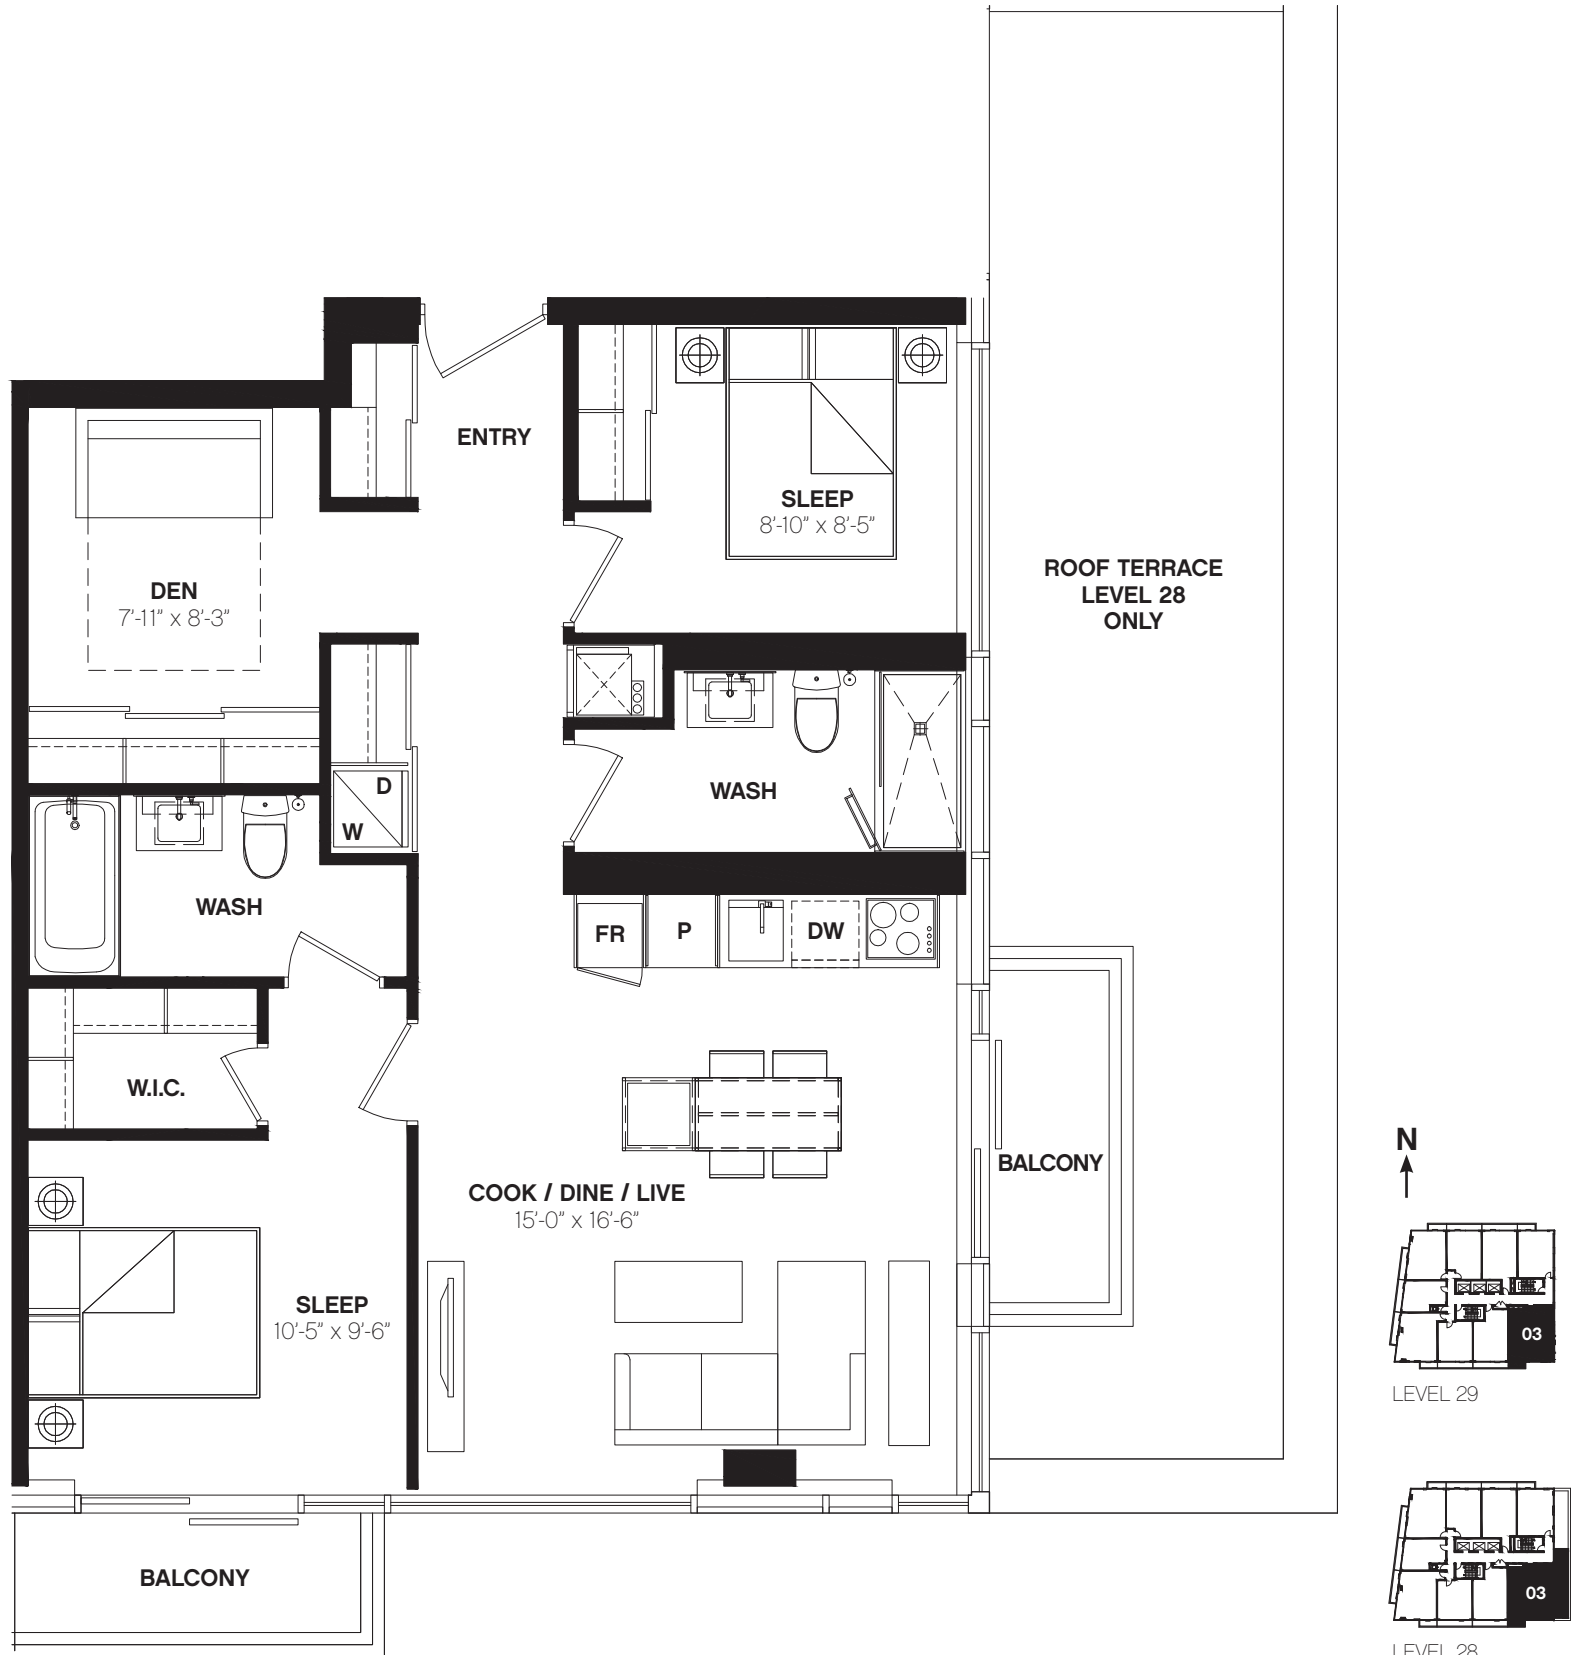 ENTRY
SLEEP
8'-10" x 8'-5"
DEN
7'-11" x 8'-3"
ROOF TERRACE
LEVEL 28
ONLY
D
W
WASH
WASH
FR
P
DW
W.I.C.
BALCONY
COOK / DINE / LIVE
15'-0" x 16'-6"
SLEEP
10'-5" x 9'-6"
BALCONY
N
03
LEVEL 29
03
LEVEL 28